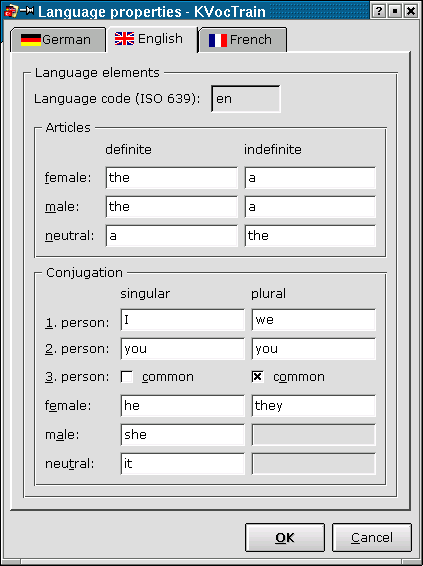 Language properties - KVocTrain
German English French
Language elements
Language code (ISO 639): en
Articles
definite indefinite
female: the a
male: the a
neutral: a the
Conjugation
singular plural
1. person: I we
2. person: you you
3. person: common common
female: he they
male: she
neutral: it
OK Cancel